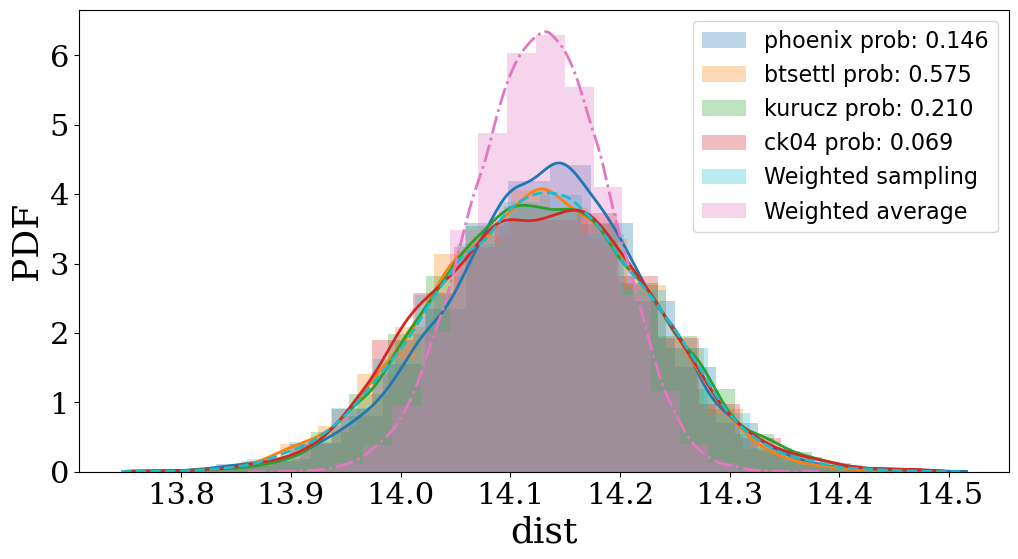 PDF
6
5
4
3
2
1
0
13.8 13.9 14.0 14.1 14.2 14.3 14.4 14.5
dist
phoenix prob: 0.146
btsettl prob: 0.575
kurucz prob: 0.210
ck04 prob: 0.069
Weighted sampling
Weighted average